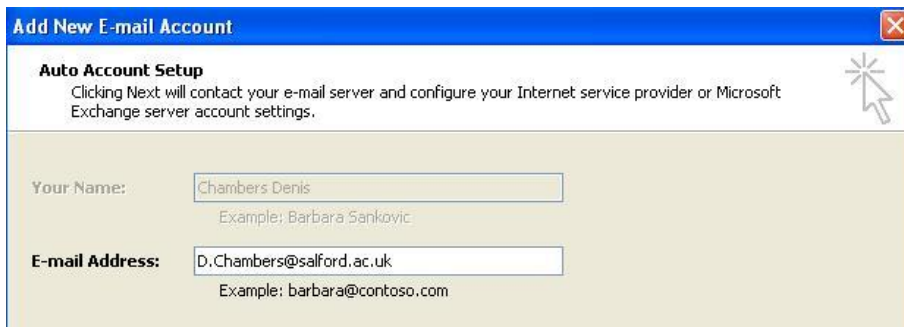 Add New E-mail Account
Auto Account Setup
Clicking Next will contact your e-mail server and configure your Internet service provider or Microsoft
Exchange server account settings.
Your Name: Chambers Denis
Example: Barbara Sankovic
E-mail Address: D.Chambers@salford.ac.uk
Example: barbara@contoso.com